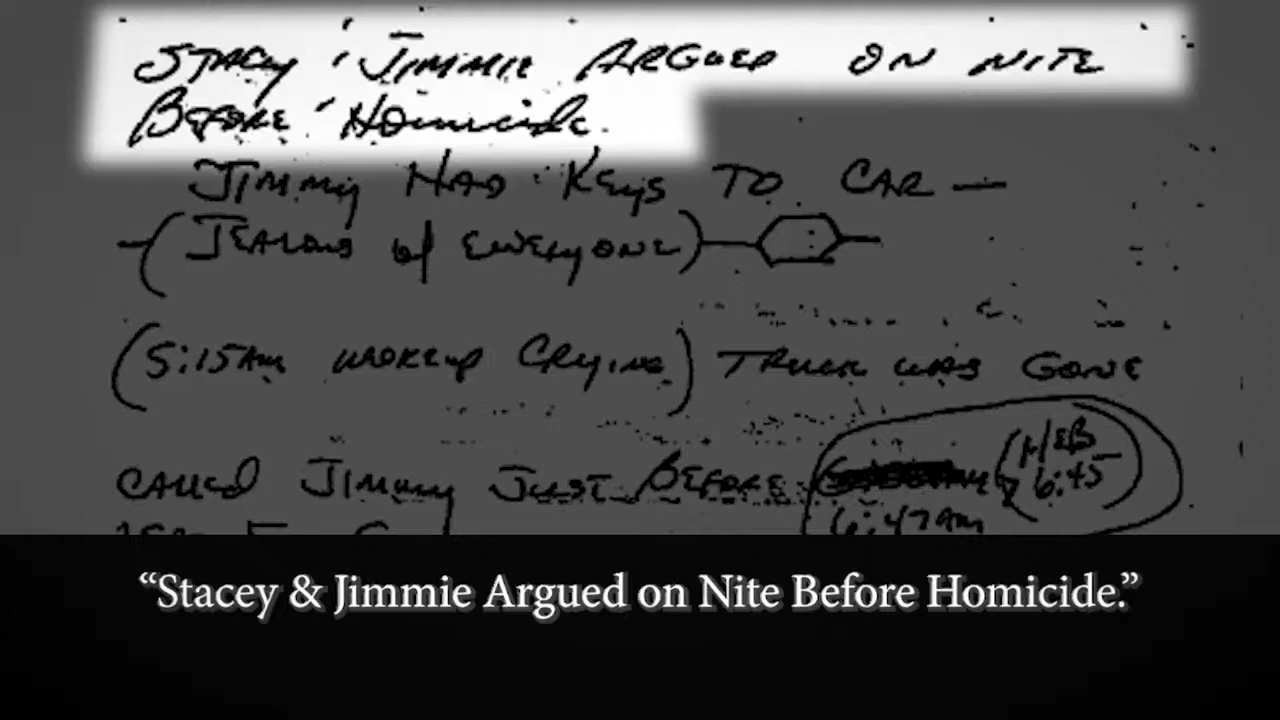 STACEY & JIMMIE ARGUED ON NITE
BEFORE HOMICIDE.
JIMMY HAD KEYS TO CAR —
—(JEALOUS of EVERYONE)—
(5:15AM WOKEUP CRYING) TRUCK WAS GONE
CALLED JIMMY JUST BEFORE (HEB
6:45)
6:47am
“Stacey & Jimmie Argued on Nite Before Homicide.”